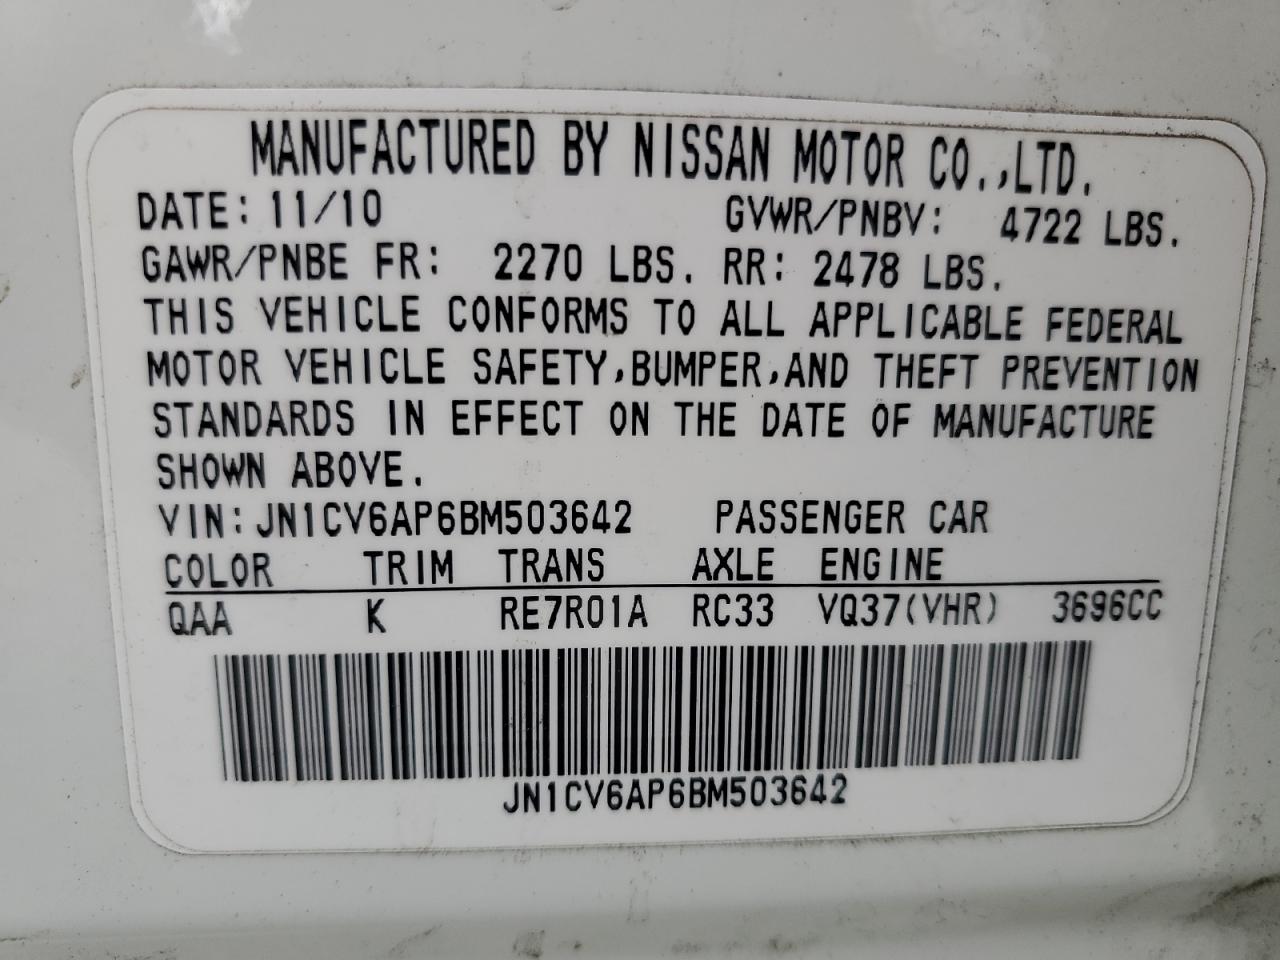 MANUFACTURED BY NISSAN MOTOR CO.,LTD.
DATE: 11/10 GVWR/PNBV: 4722 LBS.
GAWR/PNBE FR: 2270 LBS. RR: 2478 LBS.
THIS VEHICLE CONFORMS TO ALL APPLICABLE FEDERAL
MOTOR VEHICLE SAFETY,BUMPER,AND THEFT PREVENTION
STANDARDS IN EFFECT ON THE DATE OF MANUFACTURE
SHOWN ABOVE.
VIN:JN1CV6AP6BM503642 PASSENGER CAR
COLOR TRIM TRANS AXLE ENGINE
QAA K RE7R01A RC33 VQ37(VHR) 3696CC
JN1CV6AP6BM503642